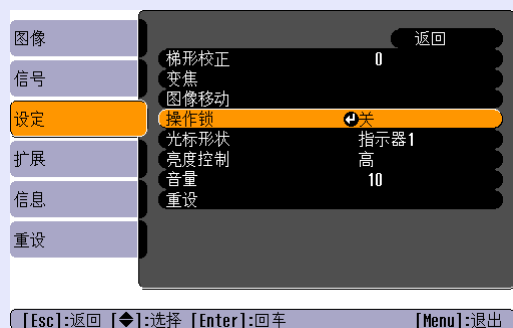 图像
信号
设定
扩展
信息
重设
返回
梯形校正 0
变焦
图像移动
操作锁 关
光标形状 指示器1
亮度控制 高
音量 10
重设
[Esc]:返回 [◆]:选择 [Enter]:回车 [Menu]:退出